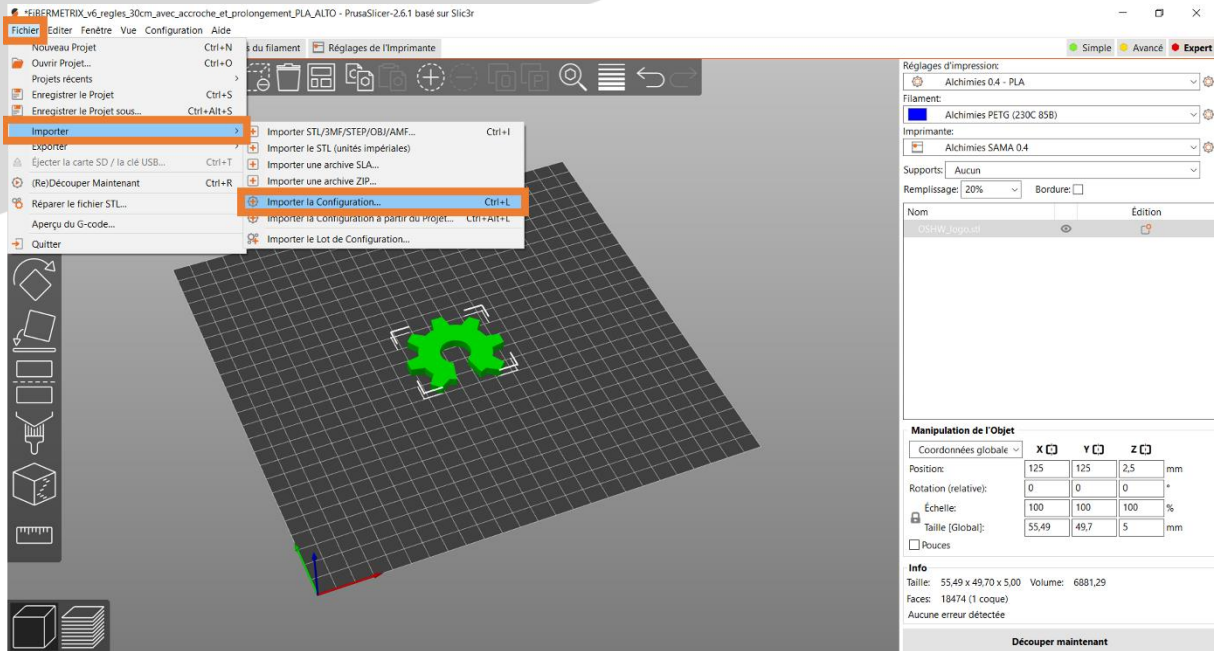 *FiBERMETRIX_v6_regles_30cm_avec_accroche_et_prolongement_PLA_ALTO - PrusaSlicer-2.6.1 basé sur Slic3r
Fichier Editer Fenêtre Vue Configuration Aide
du filament Réglages de l'Imprimante
Simple Avancé Expert
Nouveau Projet Ctrl+N
Ouvrir Projet... Ctrl+O
Projets récents >
Enregistrer le Projet Ctrl+S
Enregistrer le Projet sous... Ctrl+Alt+S
Importer >
Exporter
Éjecter la carte SD / la clé USB... Ctrl+T
(Re)Découper Maintenant Ctrl+R
Réparer le fichier STL...
Aperçu du G-code...
Quitter
Importer STL/3MF/STEP/OBJ/AMF... Ctrl+I
Importer le STL (unités impériales)
Importer une archive SLA...
Importer une archive ZIP...
Importer la Configuration... Ctrl+L
Importer la Configuration à partir du Projet... Ctrl+Alt+L
Importer le Lot de Configuration...
Réglages d'impression:
Alchimies 0.4 - PLA
Filament:
Alchimies PETG (230C 85B)
Imprimante:
Alchimies SAMA 0.4
Supports: Aucun
Remplissage: 20% Bordure:
Nom Édition
OSHW_logo.stl
Manipulation de l'Objet
Coordonnées globale X Y Z
Position: 125 125 2,5 mm
Rotation (relative): 0 0 0 °
Échelle: 100 100 100 %
Taille [Global]: 55,49 49,7 5 mm
Pouces
Info
Taille: 55,49 x 49,70 x 5,00 Volume: 6881,29
Faces: 18474 (1 coque)
Aucune erreur détectée
Découper maintenant